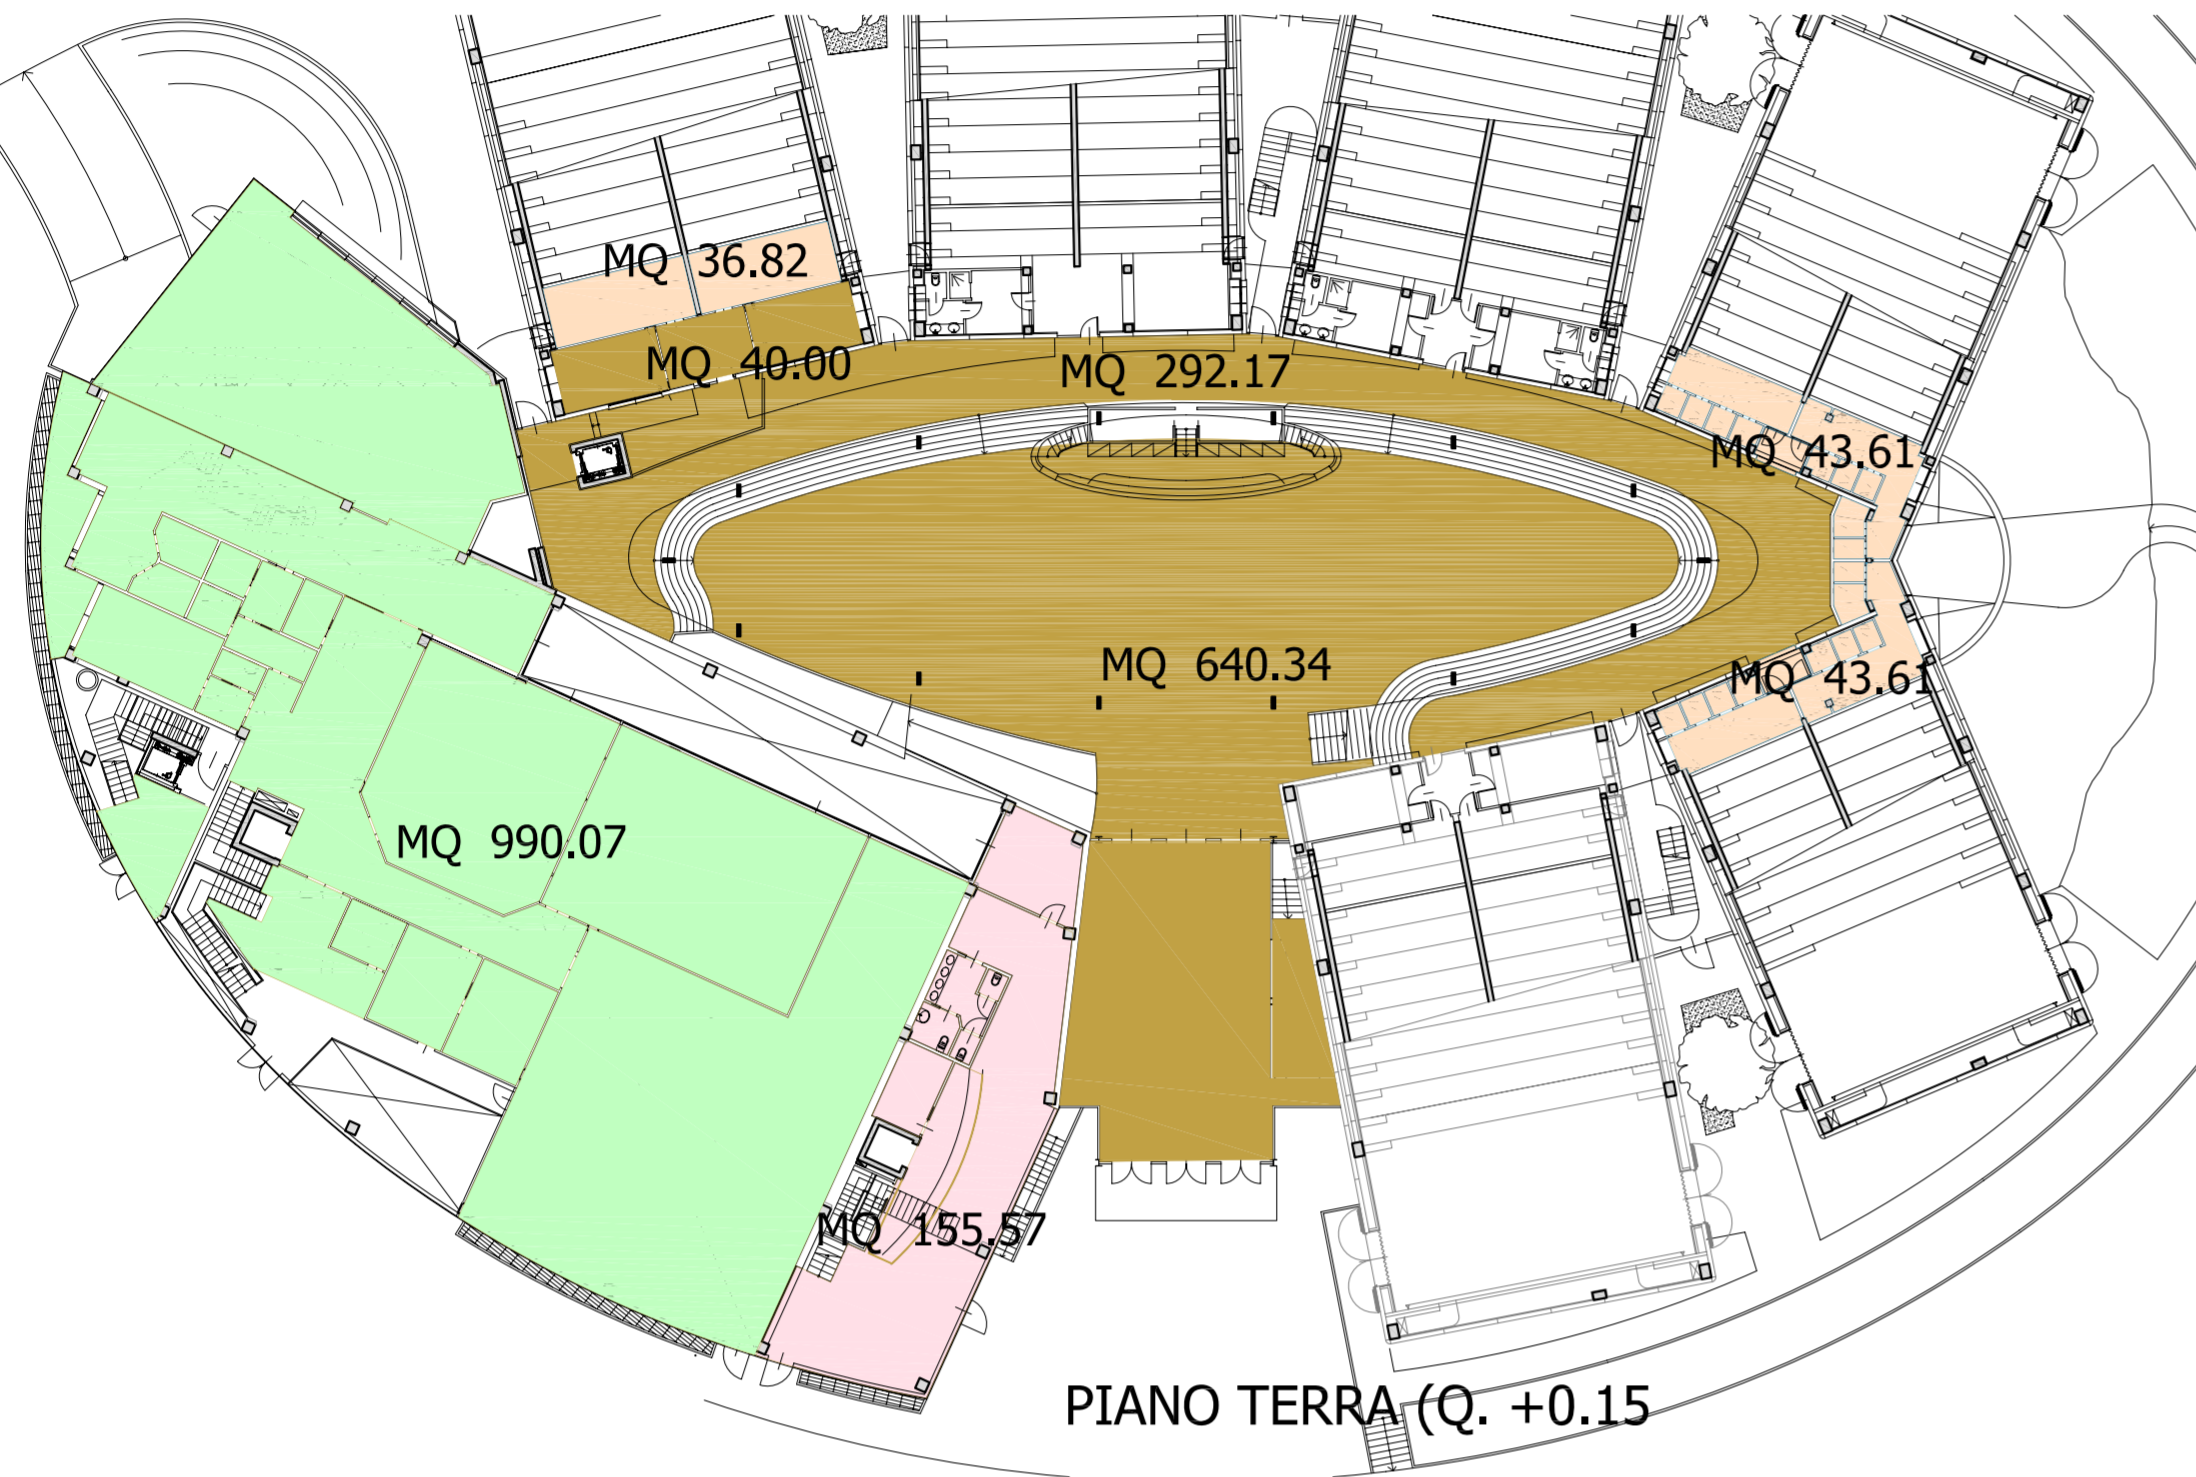 MQ 36.82
MQ 40.00
MQ 292.17
MQ 43.61
MQ 640.34
MQ 43.61
MQ 990.07
MQ 155.57
PIANO TERRA (Q. +0.15